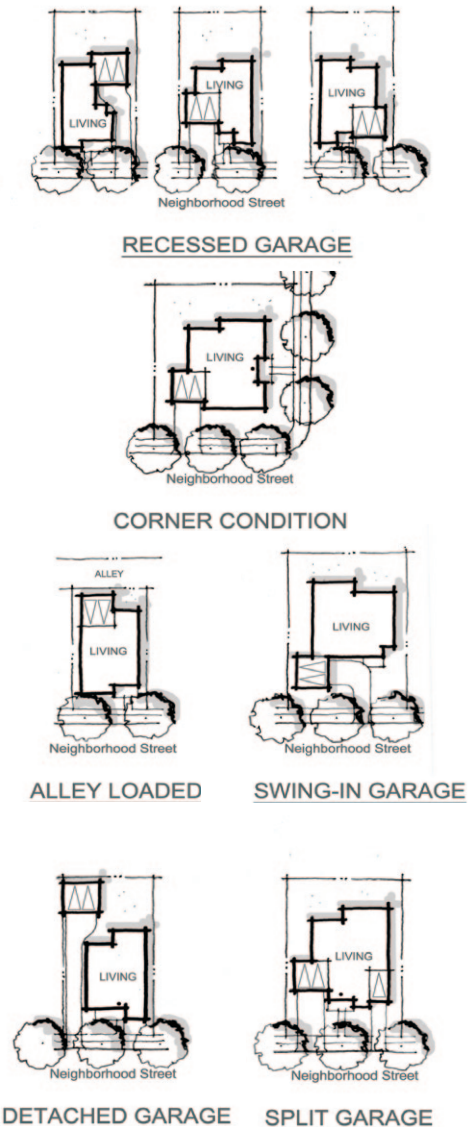 LIVING
LIVING
LIVING
Neighborhood Street
RECESSED GARAGE
LIVING
Neighborhood Street
CORNER CONDITION
ALLEY
LIVING
LIVING
Neighborhood Street
Neighborhood Street
ALLEY LOADED
SWING-IN GARAGE
LIVING
LIVING
Neighborhood Street
Neighborhood Street
DETACHED GARAGE
SPLIT GARAGE